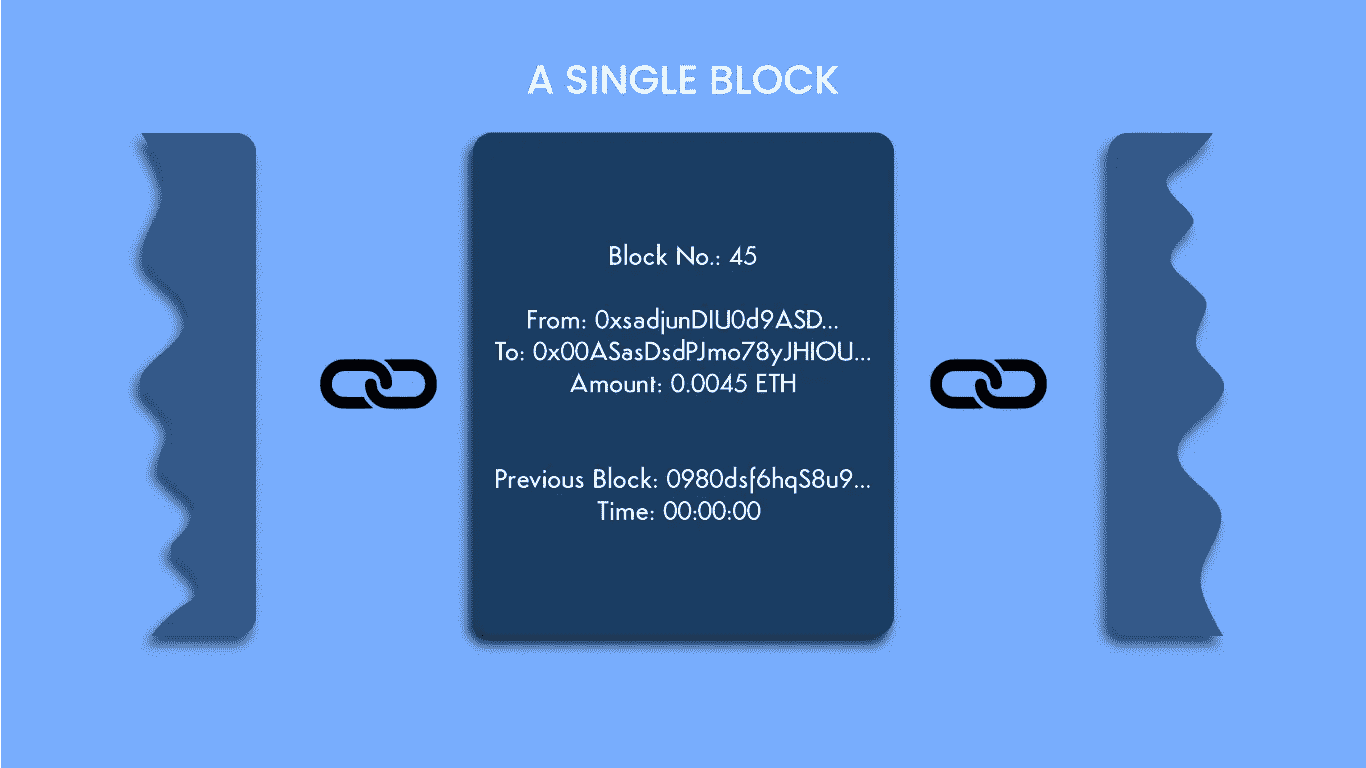 A SINGLE BLOCK
Block No.: 45
From: 0xsadjunDIU0d9ASD...
To: 0x00ASasDsdPJmo78yJHIOU...
Amount: 0.0045 ETH
Previous Block: 0980dsf6hqS8u9...
Time: 00:00:00